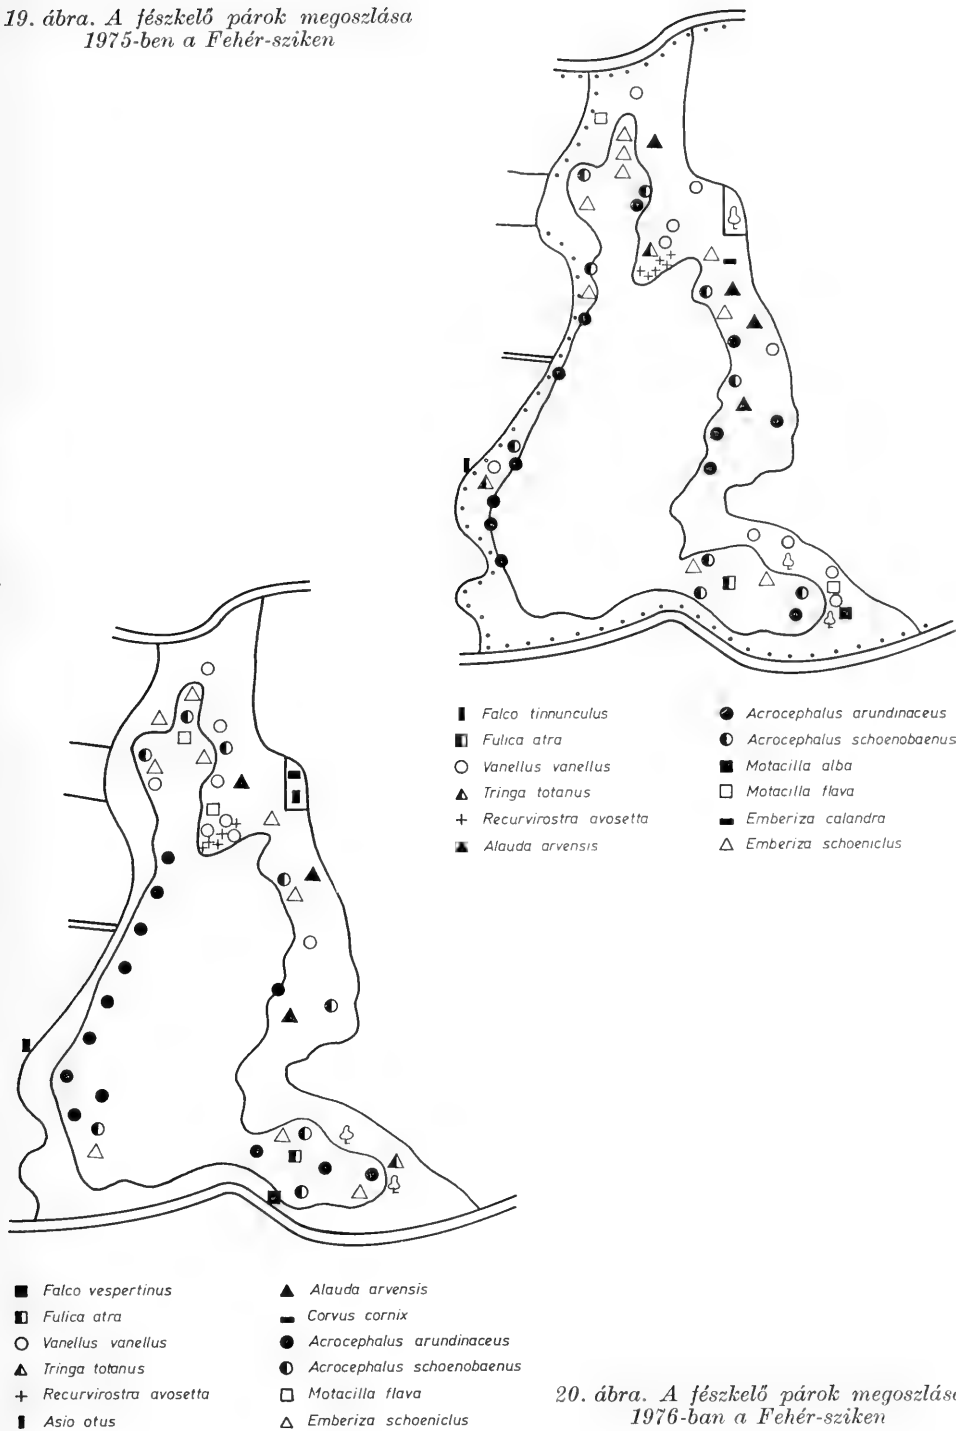 19. ábra. A fészkelő párok megoszlása
1975-ben a Fehér-sziken
Falco tinnunculus
Fulica atra
Vanellus vanellus
Tringa totanus
Recurvirostra avosetta
Alauda arvensis
Acrocephalus arundinaceus
Acrocephalus schoenobaenus
Motacilla alba
Motacilla flava
Emberiza calandra
Emberiza schoeniclus
Falco vespertinus
Fulica atra
Vanellus vanellus
Tringa totanus
Recurvirostra avosetta
Asio otus
Alauda arvensis
Corvus cornix
Acrocephalus arundinaceus
Acrocephalus schoenobaenus
Motacilla flava
Emberiza schoeniclus
20. ábra. A fészkelő párok megoszlása
1976-ban a Fehér-sziken